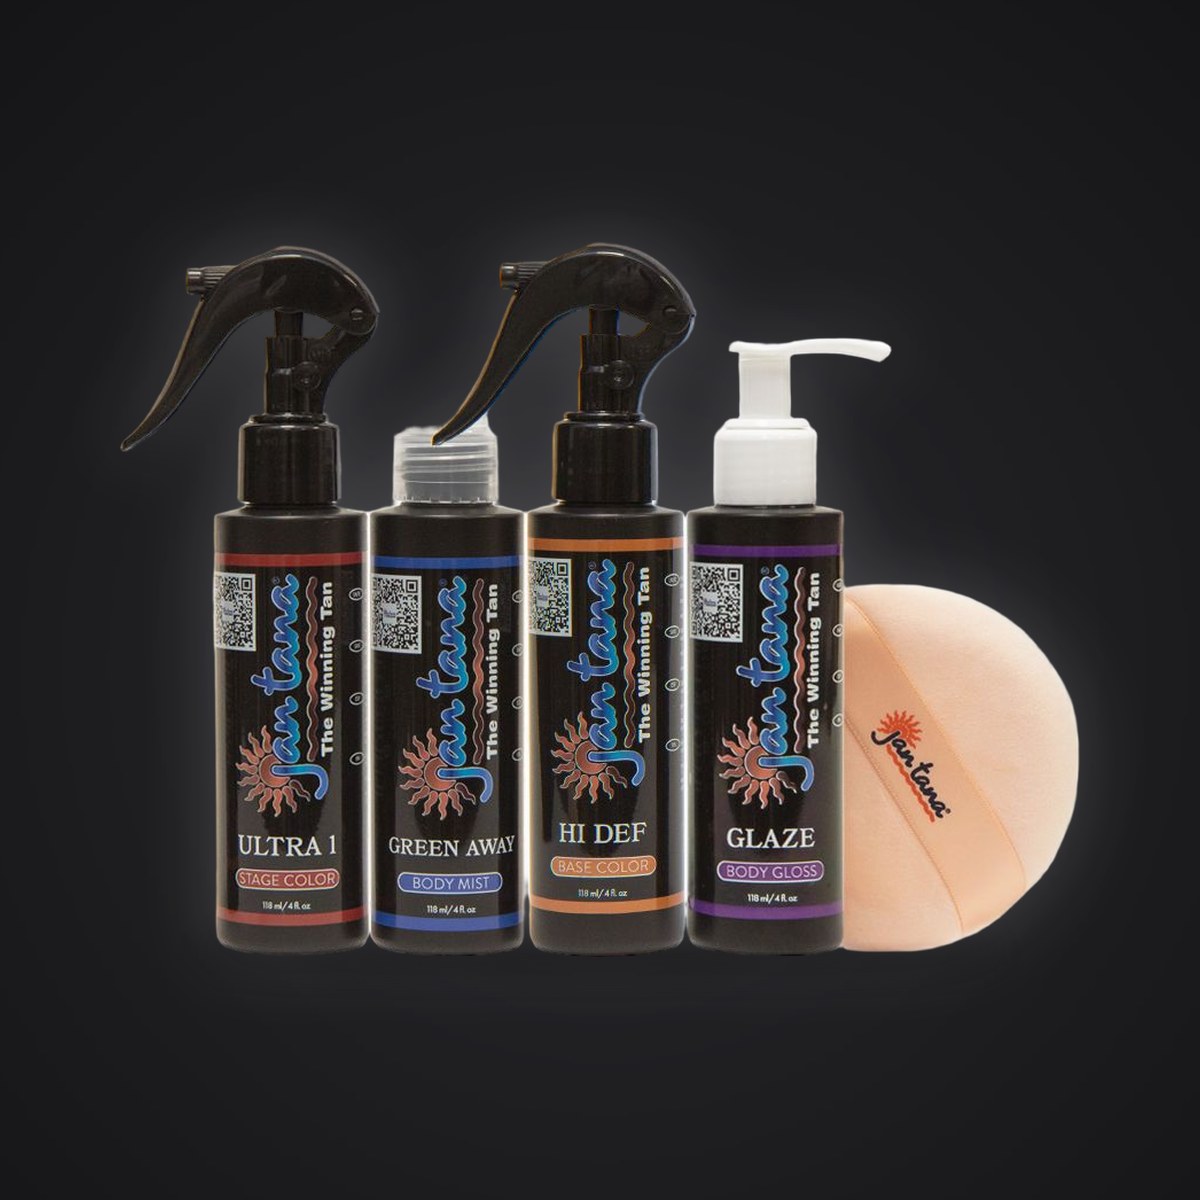 jan tana®
The Winning Tan
ULTRA 1
STAGE COLOR
118 ml/4 fl. oz
jan tana®
The Winning Tan
GREEN AWAY
BODY MIST
118 ml/4 fl. oz
jan tana®
The Winning Tan
HI DEF
BASE COLOR
118 ml/4 fl. oz
jan tana®
The Winning Tan
GLAZE
BODY GLOSS
118 ml/4 fl. oz
jan tana®